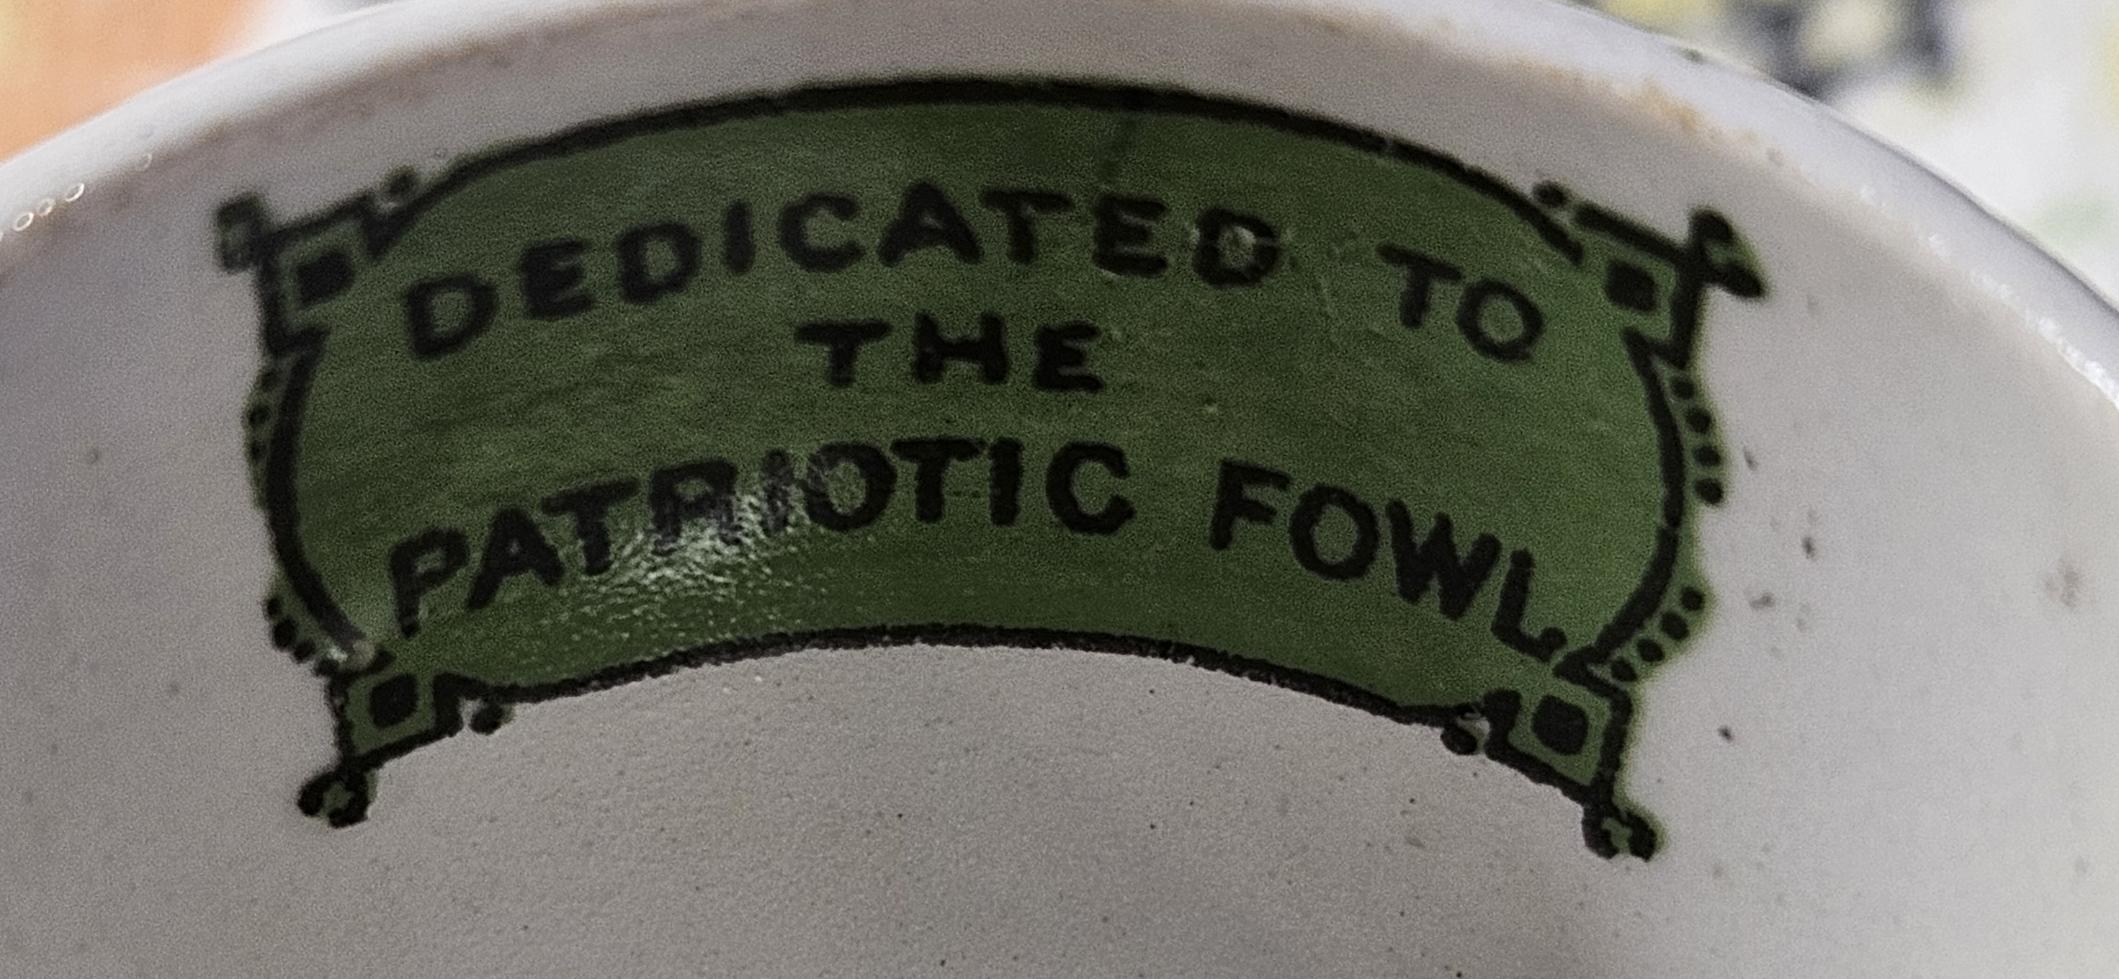 DEDICATED TO
THE
PATRIOTIC FOWL